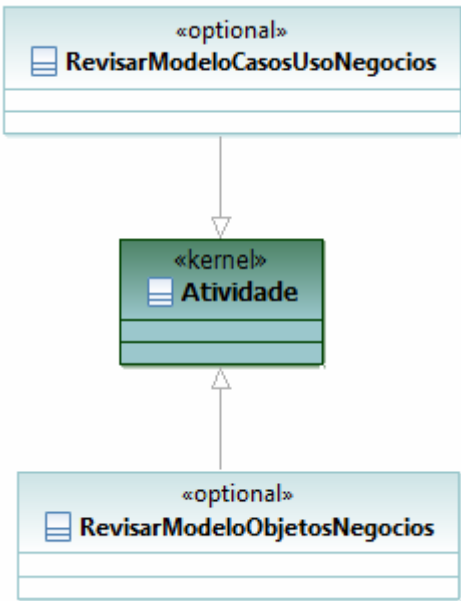 «optional»
RevisarModeloCasosUsoNegocios
«kernel»
Atividade
«optional»
RevisarModeloObjetosNegocios